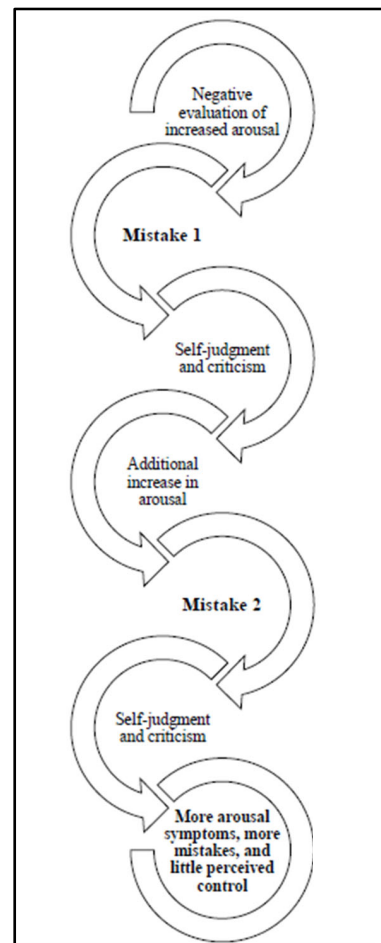 Negative
evaluation of
increased arousal
Mistake 1
Self-judgment
and criticism
Additional
increase in
arousal
Mistake 2
Self-judgment
and criticism
More arousal
symptoms, more
mistakes, and
little perceived
control